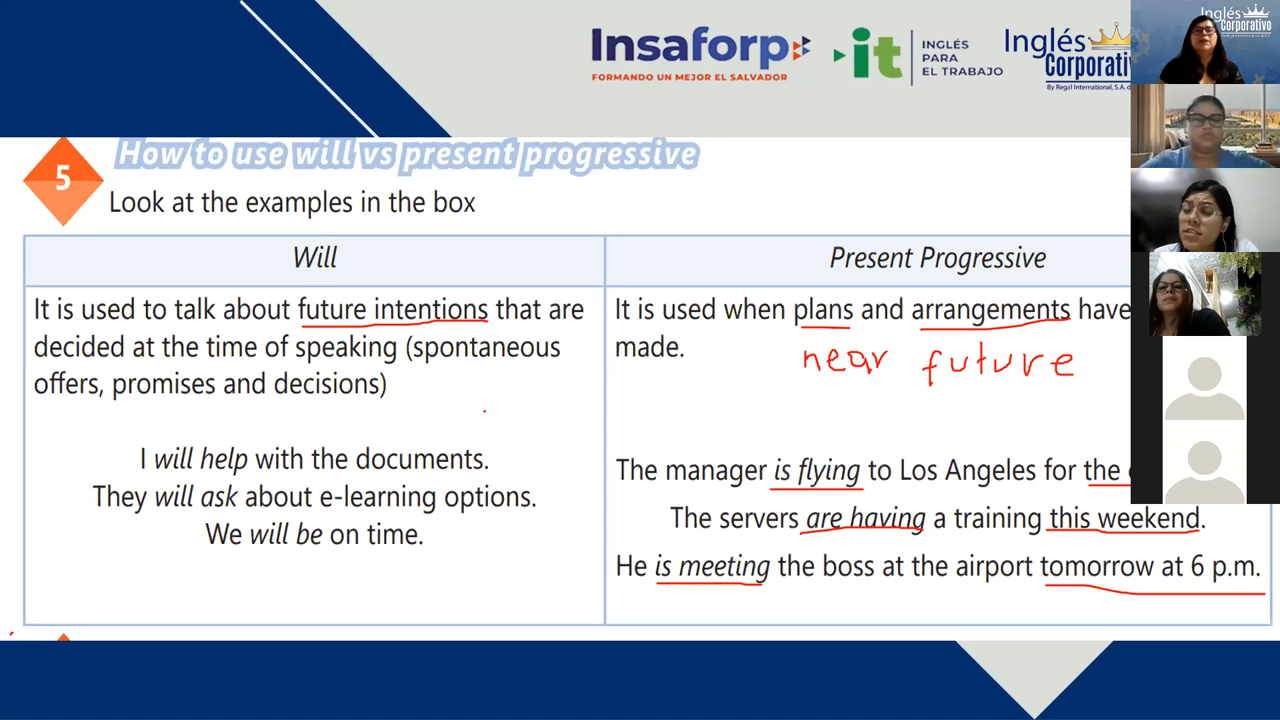 Insaforp
FORMANDO UN MEJOR EL SALVADOR
it
INGLÉS
PARA
EL TRABAJO
Inglés
Corporativ
By Regal International, S.A. d
Inglés
Corporativo
5
How to use will vs present progressive
Look at the examples in the box
Will
Present Progressive
It is used to talk about future intentions that are
decided at the time of speaking (spontaneous
offers, promises and decisions)
It is used when plans and arrangements have
made.
near future
I will help with the documents.
They will ask about e-learning options.
We will be on time.
The manager is flying to Los Angeles for the
The servers are having a training this weekend.
He is meeting the boss at the airport tomorrow at 6 p.m.